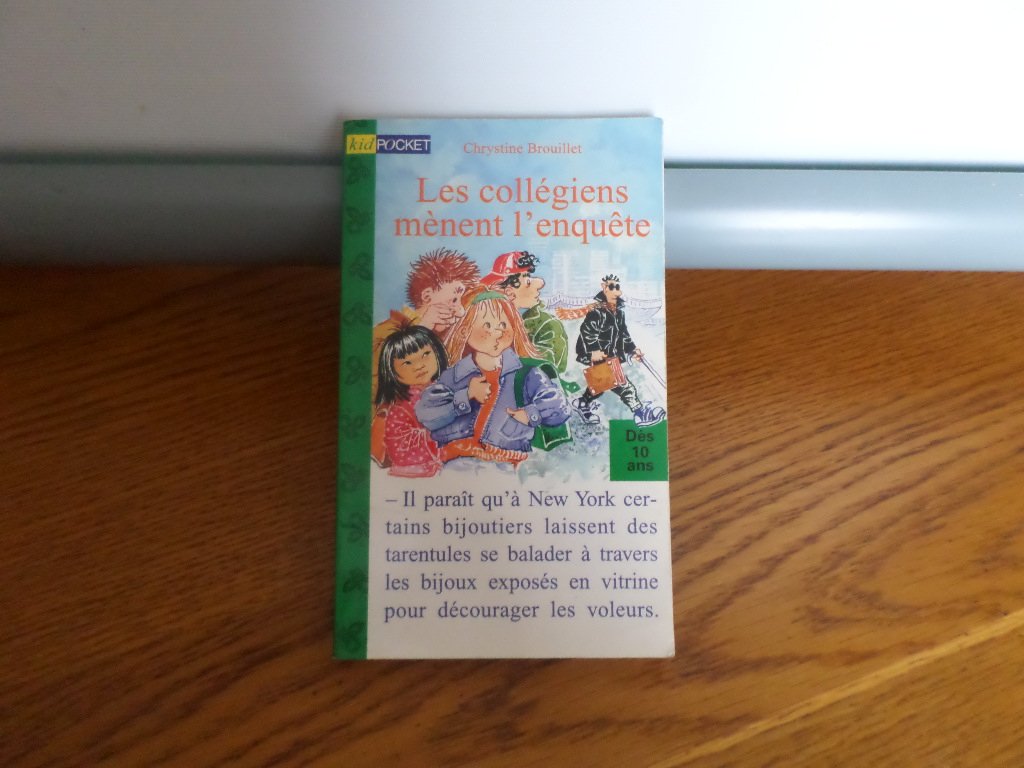 kid POCKET
Chrystine Brouillet
Les collégiens
mènent l'enquête
Dès
10
ans
– Il paraît qu'à New York cer-
tains bijoutiers laissent des
tarentules se balader à travers
les bijoux exposés en vitrine
pour décourager les voleurs.